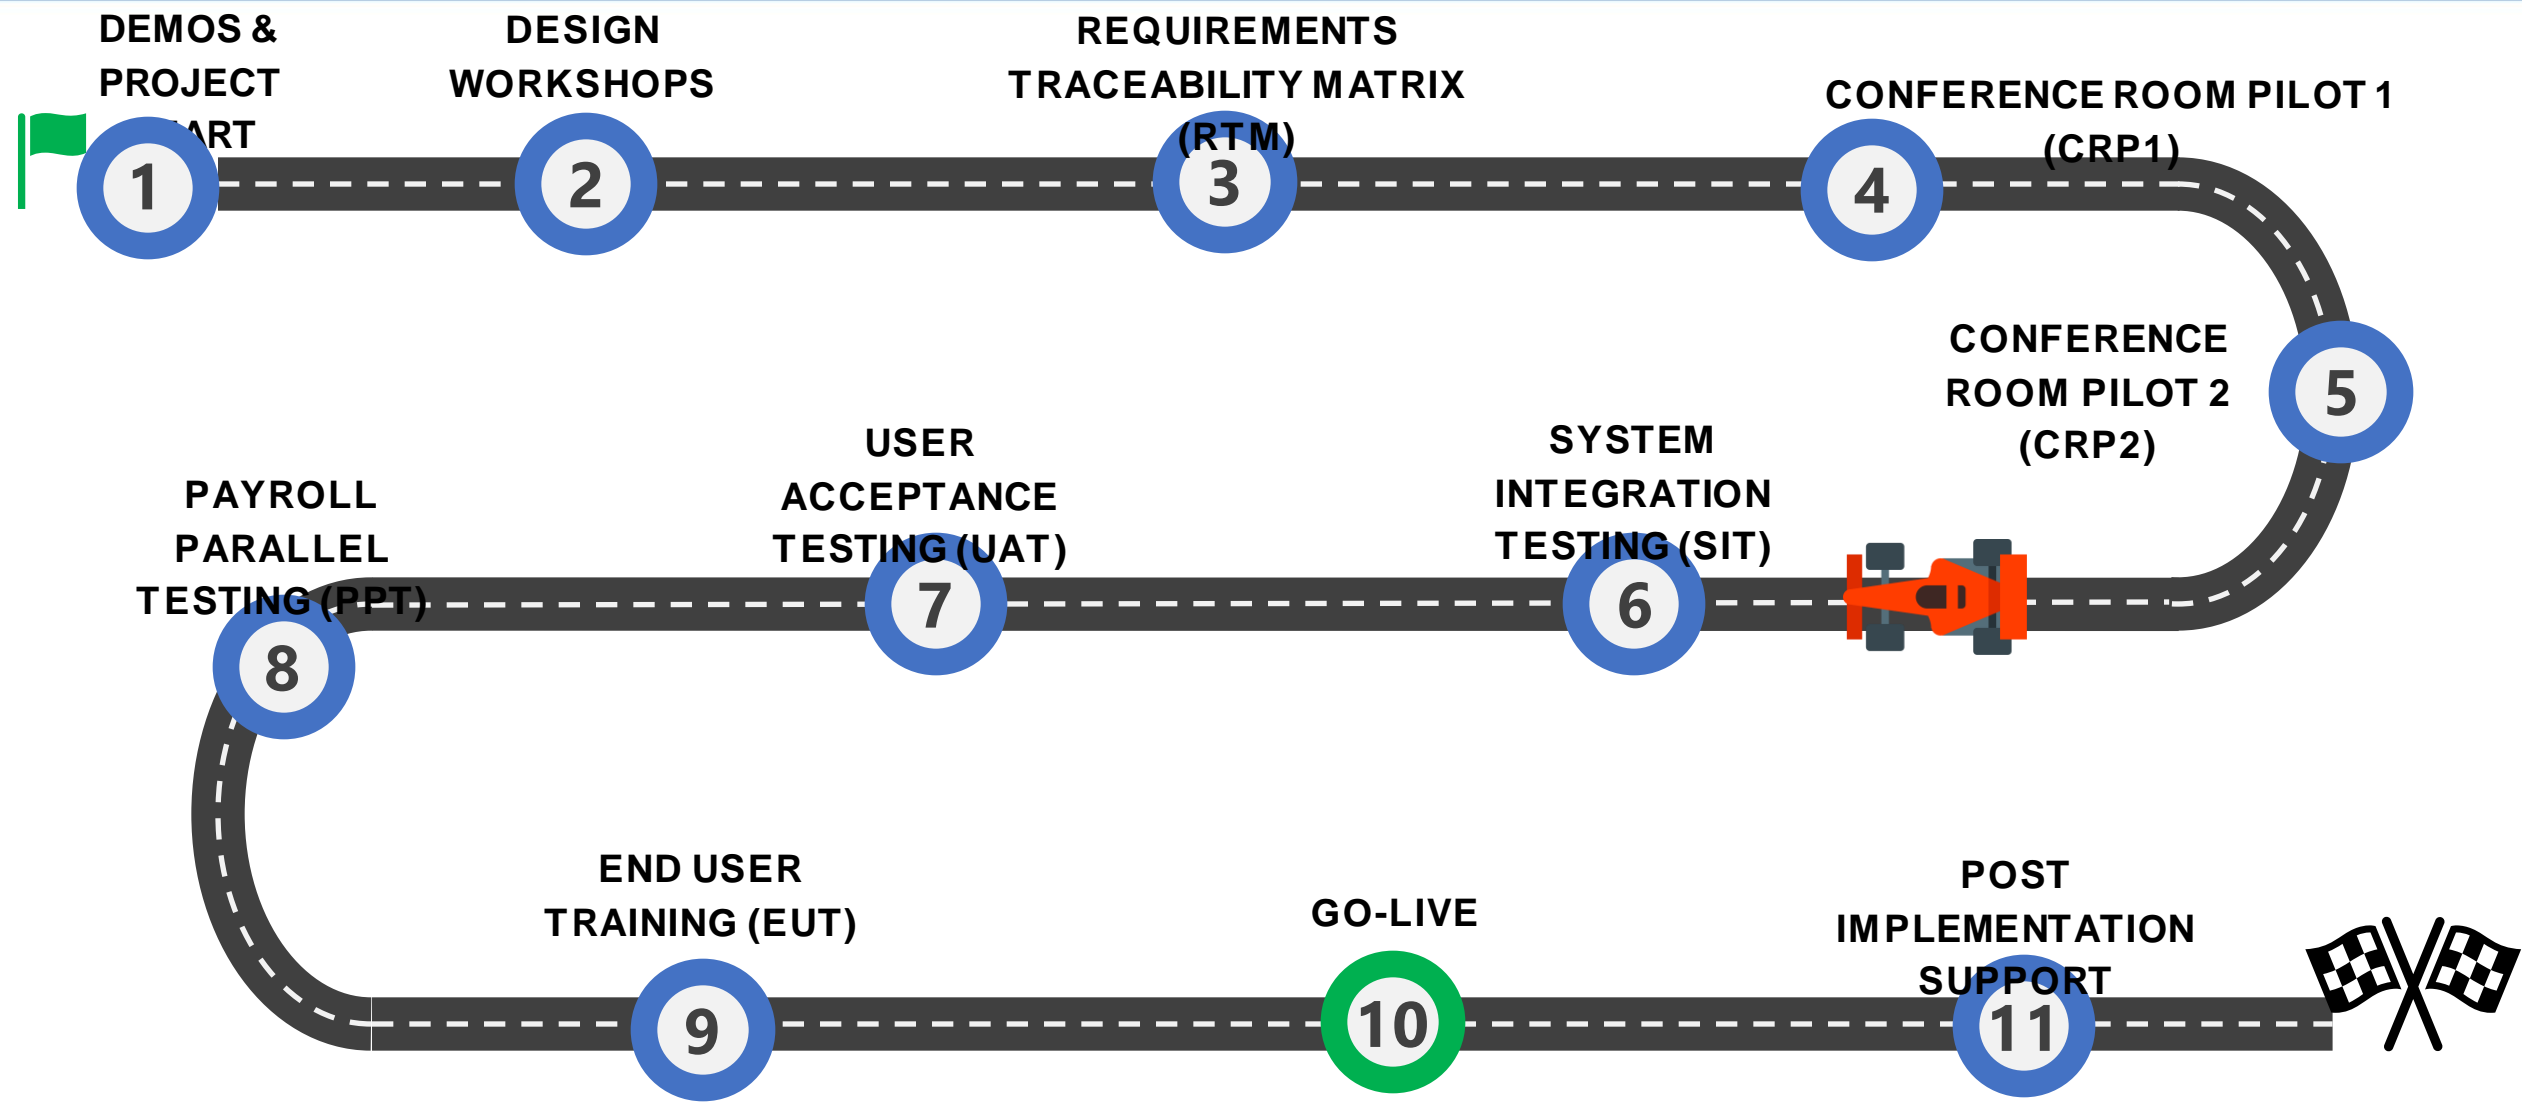 DEMOS &
PROJECT
ART
1
DESIGN
WORKSHOPS
2
REQUIREMENTS
TRACEABILITY MATRIX
(RTM)
3
CONFERENCE ROOM PILOT 1
(CRP1)
4
CONFERENCE
ROOM PILOT 2
(CRP2)
5
SYSTEM
INTEGRATION
TESTING (SIT)
6
USER
ACCEPTANCE
TESTING (UAT)
7
PAYROLL
PARALLEL
TESTING (PPT)
8
END USER
TRAINING (EUT)
9
GO-LIVE
10
POST
IMPLEMENTATION
SUPPORT
11